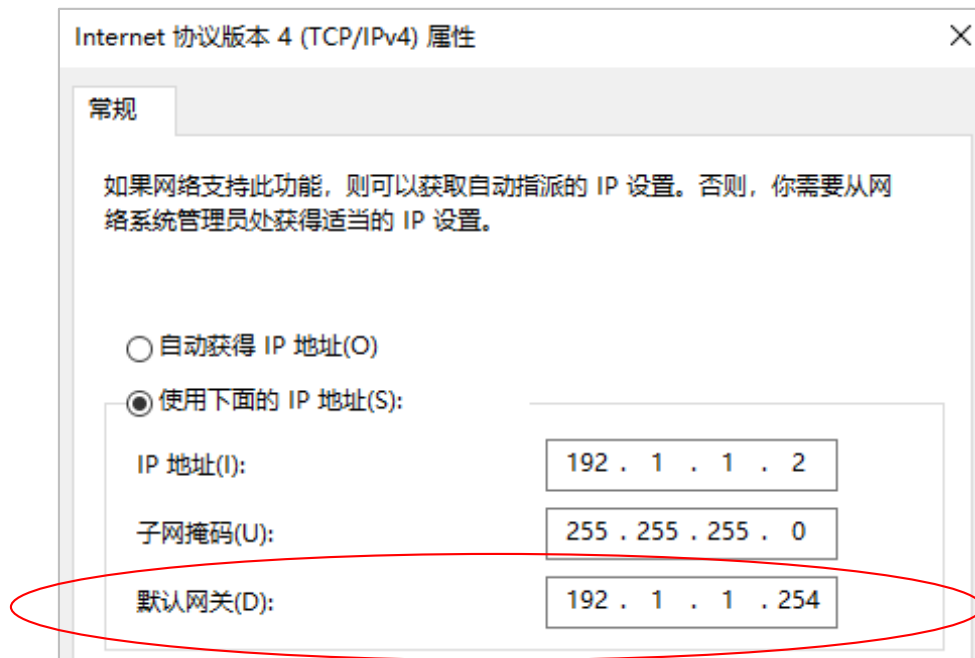 Internet 协议版本 4 (TCP/IPv4) 属性
常规
如果网络支持此功能，则可以获取自动指派的 IP 设置。否则，你需要从网
络系统管理员处获得适当的 IP 设置。
自动获得 IP 地址(O)
使用下面的 IP 地址(S):
IP 地址(I): 192 . 1 . 1 . 2
子网掩码(U): 255 . 255 . 255 . 0
默认网关(D): 192 . 1 . 1 . 254